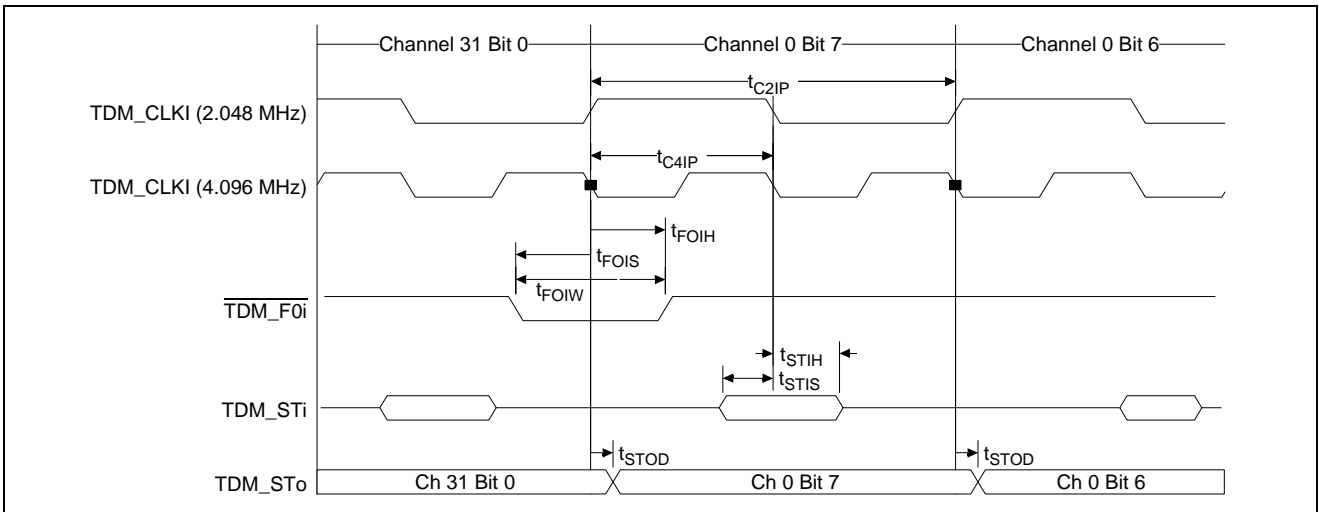 Channel 31 Bit 0 Channel 0 Bit 7 Channel 0 Bit 6
tC2IP
TDM_CLKI (2.048 MHz)
tC4IP
TDM_CLKI (4.096 MHz)
tFOIH
tFOIS
tFOIW
TDM_F0i
tSTIH
tSTIS
TDM_STi
tSTOD tSTOD
TDM_STo Ch 31 Bit 0 Ch 0 Bit 7 Ch 0 Bit 6